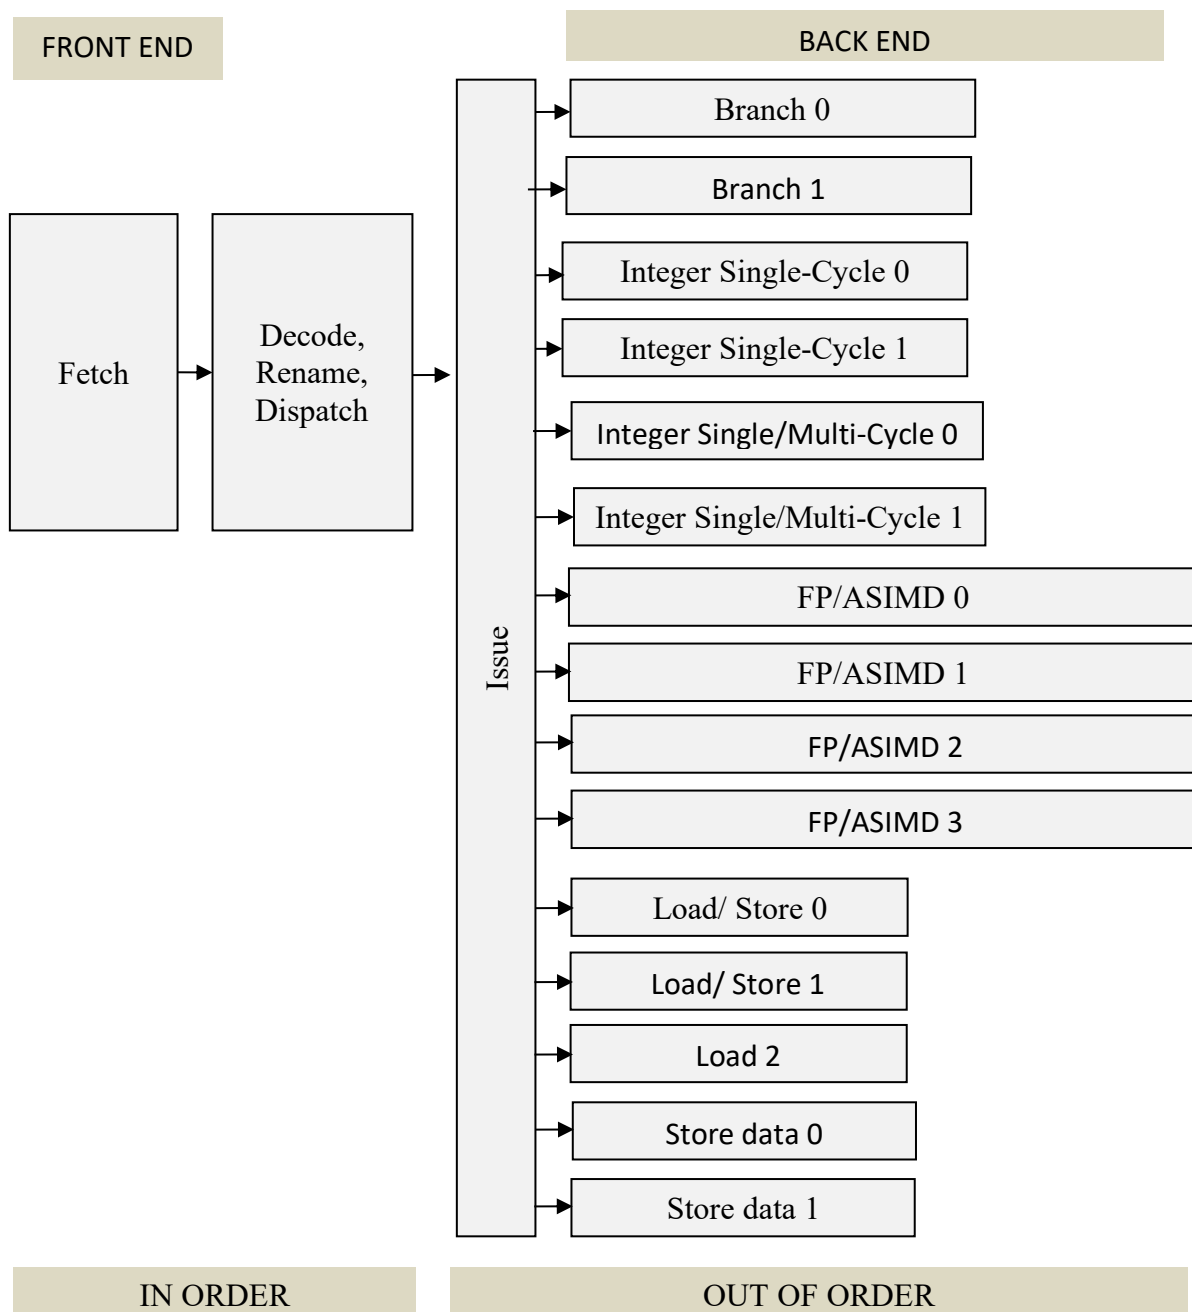 FRONT END
BACK END
Branch 0
Branch 1
Integer Single-Cycle 0
Integer Single-Cycle 1
Fetch
Decode,
Rename,
Dispatch
Integer Single/Multi-Cycle 0
Integer Single/Multi-Cycle 1
Issue
FP/ASIMD 0
FP/ASIMD 1
FP/ASIMD 2
FP/ASIMD 3
Load/ Store 0
Load/ Store 1
Load 2
Store data 0
Store data 1
IN ORDER
OUT OF ORDER